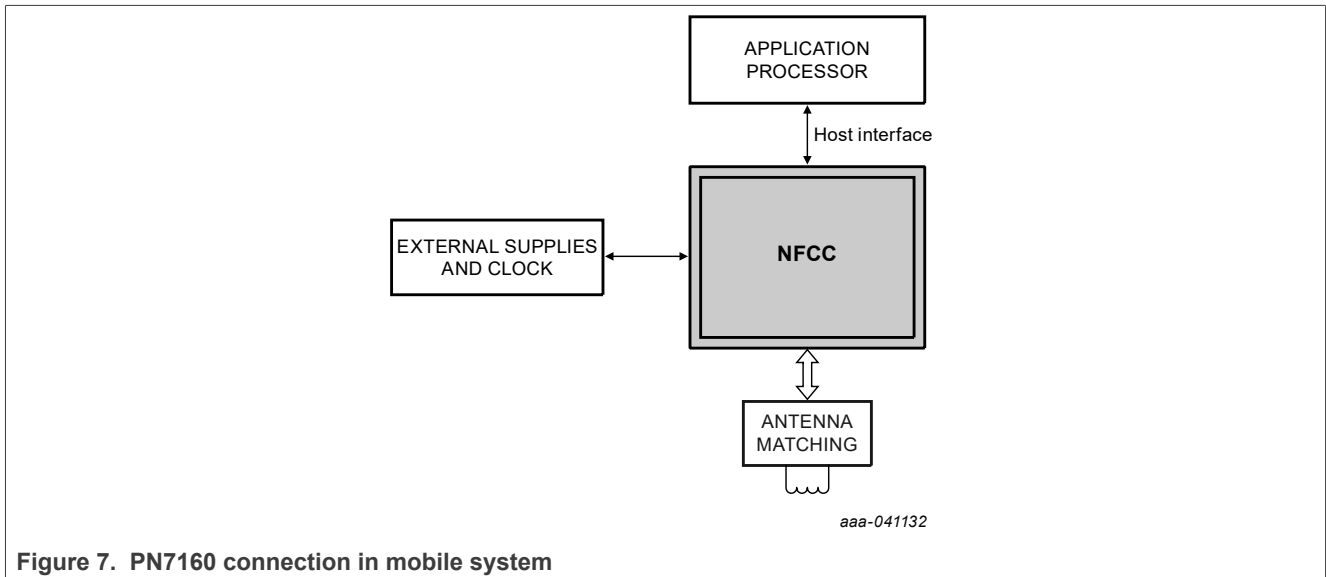 APPLICATION
PROCESSOR
Host interface
EXTERNAL SUPPLIES
AND CLOCK
NFCC
ANTENNA
MATCHING
aaa-041132
Figure 7. PN7160 connection in mobile system